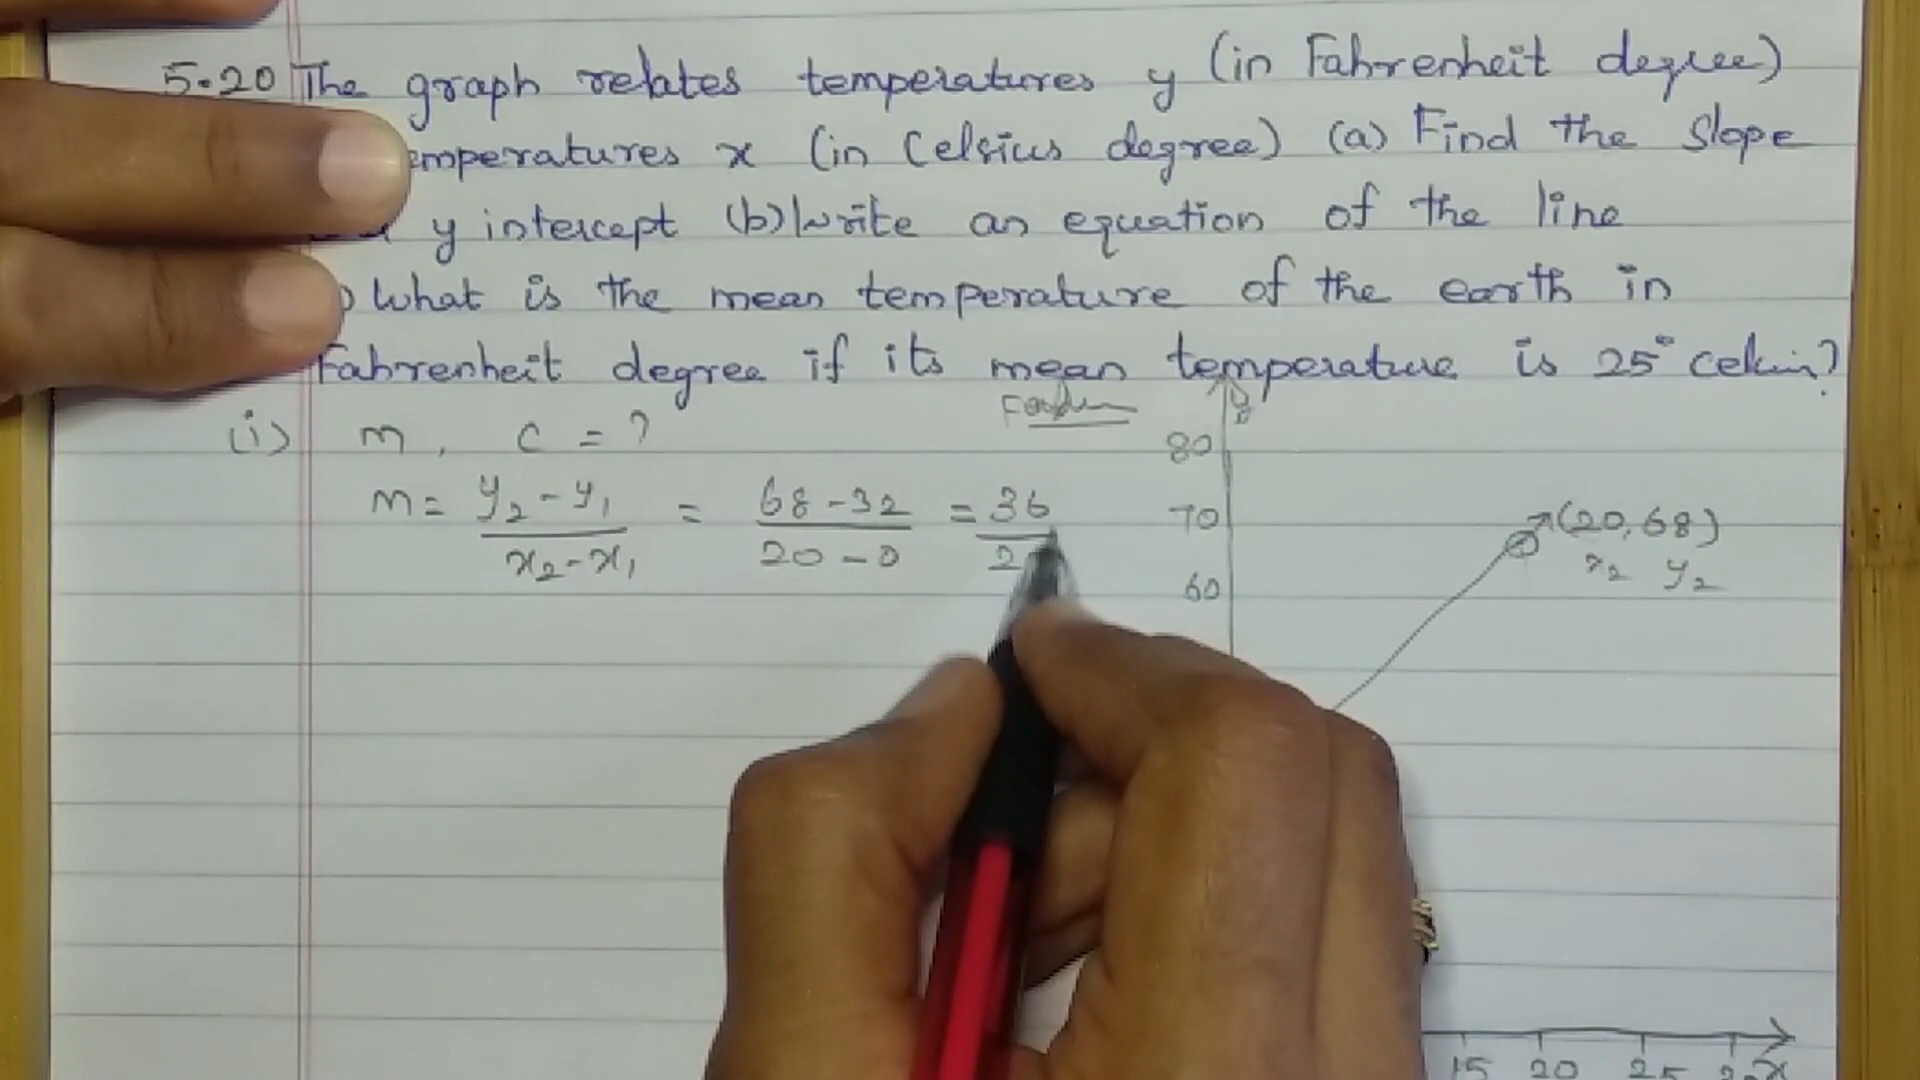 5.20 The graph relates temperatures y (in Fahrenheit degree)
emperatures x (in Celsius degree) (a) Find the slope
y intercept (b) Write an equation of the line
What is the mean temperature of the earth in
Fahrenheit degree if its mean temperature is 25°
(i) m, c = ?
m = y₂ - y₁ / x₂ - x₁ = 68 - 32 / 20 - 0 = 36 / 2
y
80
70
60
(20, 68)
x₂ y₂
15 20 25
x